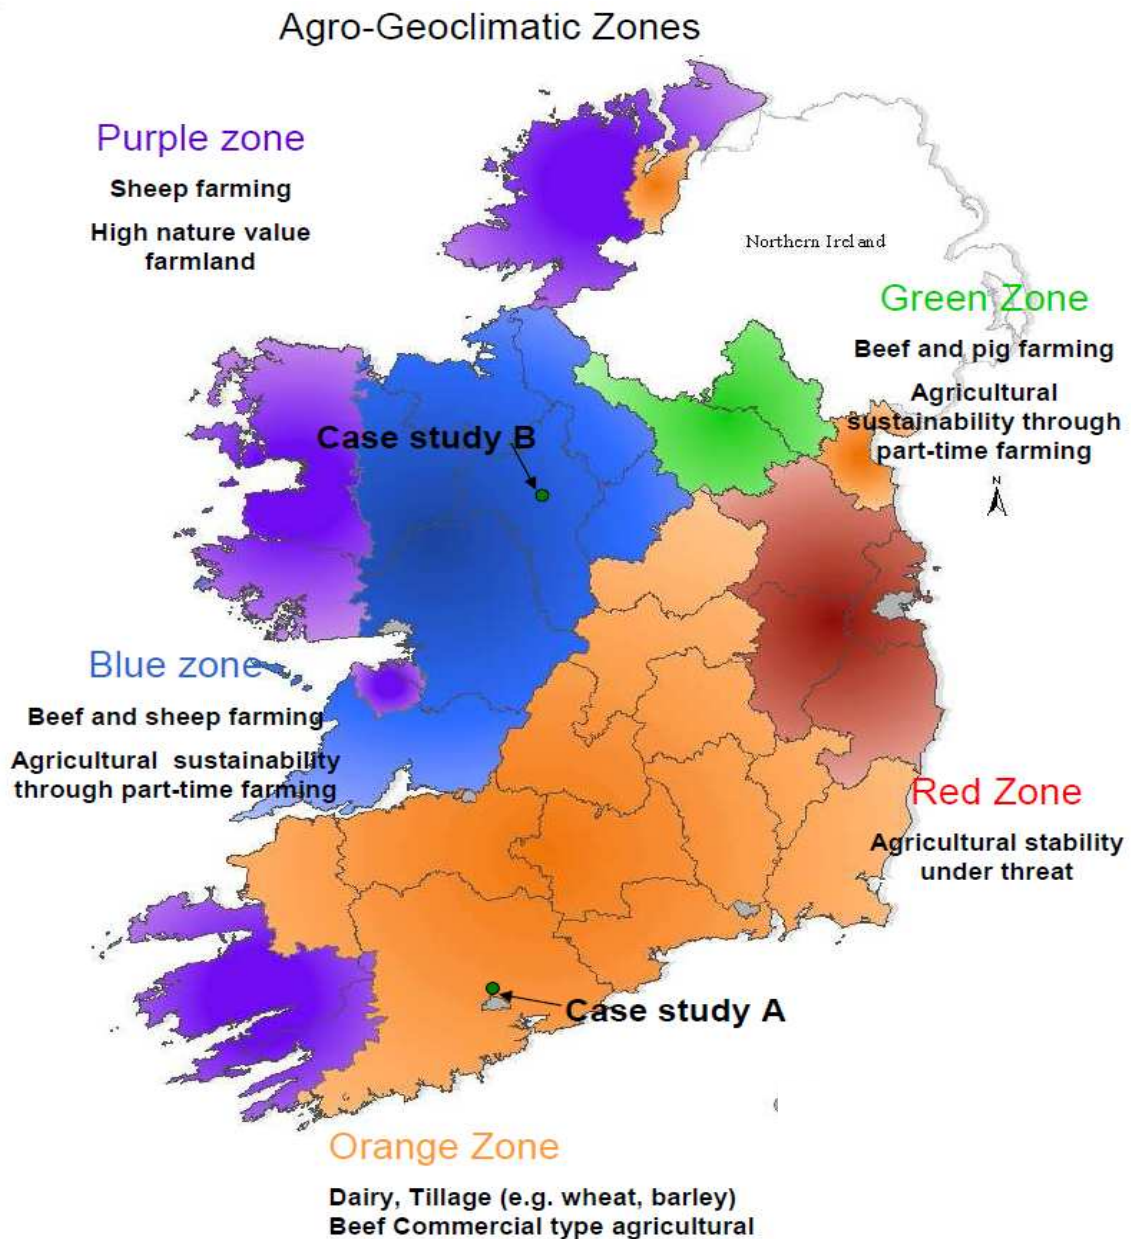 Agro-Geoclimatic Zones
Purple zone
Sheep farming
High nature value
farmland
Northern Ireland
Green Zone
Beef and pig farming
Agricultural
sustainability through
part-time farming
N
Case study B
Blue zone
Beef and sheep farming
Agricultural sustainability
through part-time farming
Red Zone
Agricultural stability
under threat
Case study A
Orange Zone
Dairy, Tillage (e.g. wheat, barley)
Beef Commercial type agricultural